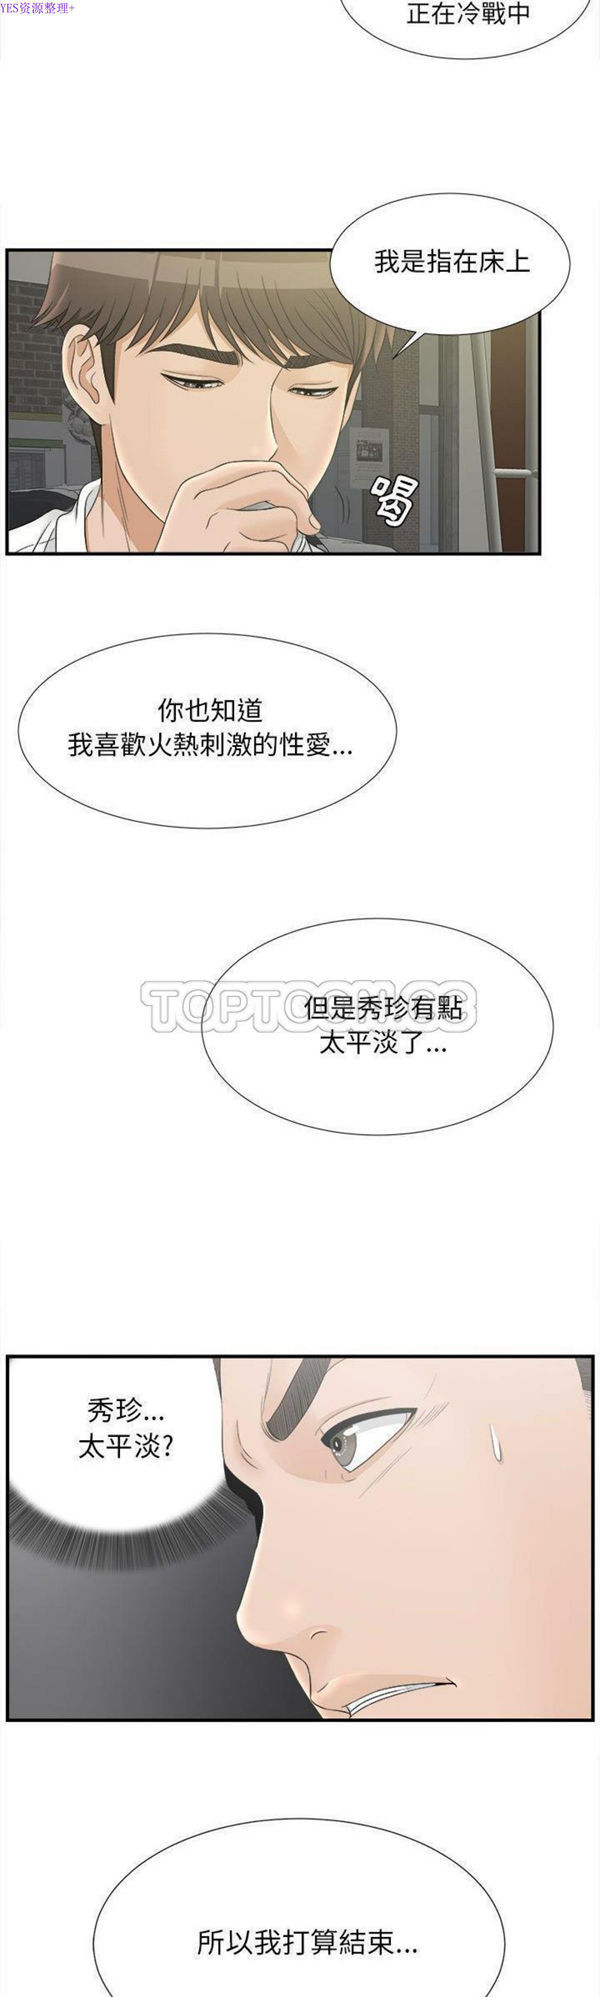 YES资源整理+
正在冷戰中
我是指在床上
喝
你也知道
我喜歡火熱刺激的性愛...
TOPTOON.CC
但是秀珍有點
太平淡了...
秀珍...
太平淡?
所以我打算結束...